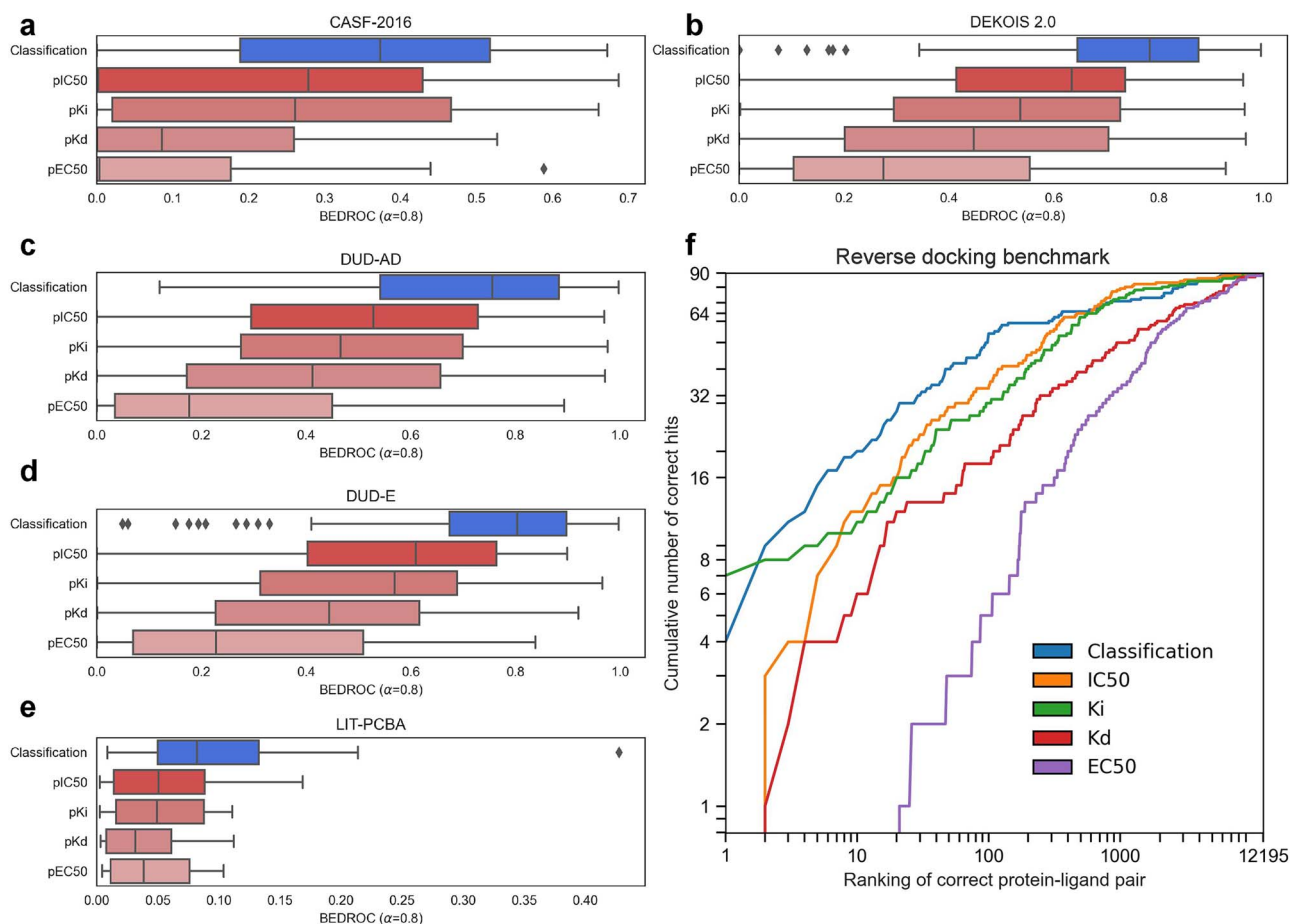 a
CASF-2016
Classification
pIC50
pKi
pKd
pEC50
0.0 0.1 0.2 0.3 0.4 0.5 0.6 0.7
BEDROC (α=0.8)
b
DEKOIS 2.0
Classification
pIC50
pKi
pKd
pEC50
0.0 0.2 0.4 0.6 0.8 1.0
BEDROC (α=0.8)
c
DUD-AD
Classification
pIC50
pKi
pKd
pEC50
0.0 0.2 0.4 0.6 0.8 1.0
BEDROC (α=0.8)
d
DUD-E
Classification
pIC50
pKi
pKd
pEC50
0.0 0.2 0.4 0.6 0.8 1.0
BEDROC (α=0.8)
e
LIT-PCBA
Classification
pIC50
pKi
pKd
pEC50
0.00 0.05 0.10 0.15 0.20 0.25 0.30 0.35 0.40
BEDROC (α=0.8)
f
Reverse docking benchmark
Cumulative number of correct hits
90
64
32
16
8
6
4
2
1
Classification
IC50
Ki
Kd
EC50
1 10 100 1000 12195
Ranking of correct protein-ligand pair